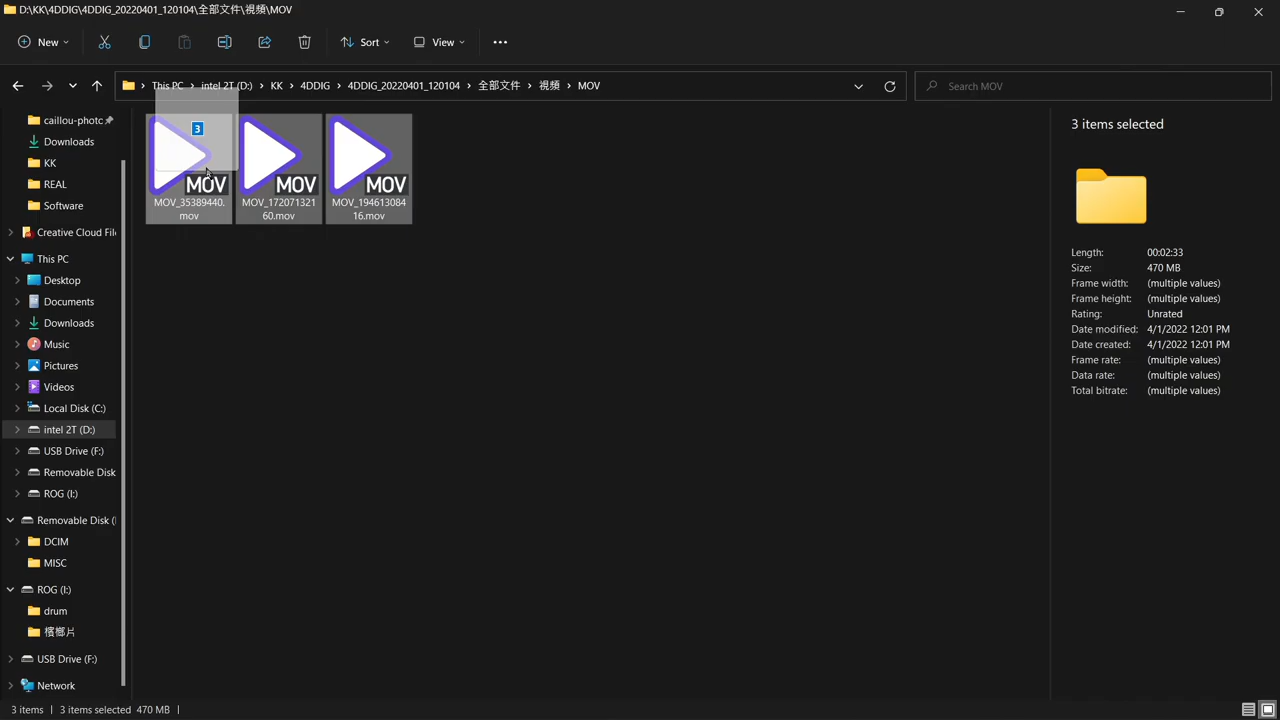 D:\KK\4DDIG\4DDIG_20220401_120104\全部文件\視頻\MOV
New
Sort
View
This PC
intel 2T (D:)
KK
4DDIG
4DDIG_20220401_120104
全部文件
視頻
MOV
Search MOV
caillou-photo
Downloads
KK
REAL
Software
Creative Cloud File
This PC
Desktop
Documents
Downloads
Music
Pictures
Videos
Local Disk (C:)
intel 2T (D:)
USB Drive (F:)
Removable Disk
ROG (I:)
Removable Disk (
DCIM
MISC
ROG (I:)
drum
檳榔片
USB Drive (F:)
Network
3
MOV
MOV_35389440.
mov
MOV
MOV_172071321
60.mov
MOV
MOV_194613084
16.mov
3 items selected
Length: 00:02:33
Size: 470 MB
Frame width: (multiple values)
Frame height: (multiple values)
Rating: Unrated
Date modified: 4/1/2022 12:01 PM
Date created: 4/1/2022 12:01 PM
Frame rate: (multiple values)
Data rate: (multiple values)
Total bitrate: (multiple values)
3 items
3 items selected 470 MB